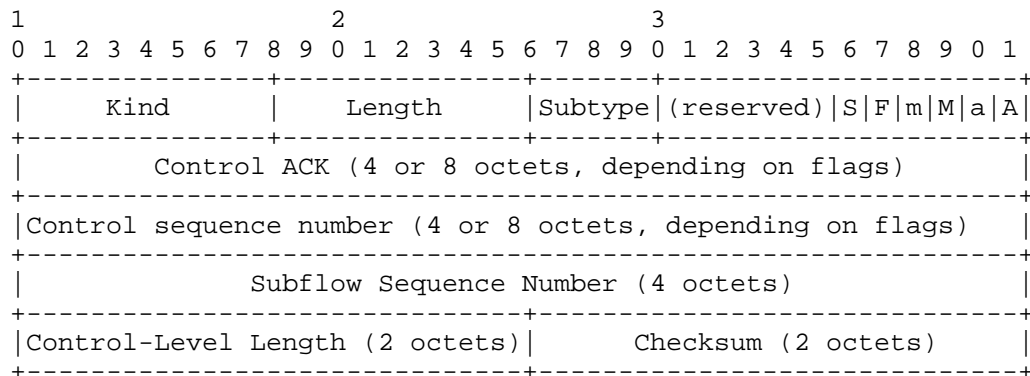 1                   2                   3
0 1 2 3 4 5 6 7 8 9 0 1 2 3 4 5 6 7 8 9 0 1 2 3 4 5 6 7 8 9 0 1
+---------------+---------------+-------+----------------------+
|     Kind      |    Length     |Subtype|(reserved)|S|F|m|M|a|A|
+---------------+---------------+-------+----------------------+
|        Control ACK (4 or 8 octets, depending on flags)       |
+--------------------------------------------------------------+
|Control sequence number (4 or 8 octets, depending on flags)   |
+--------------------------------------------------------------+
|              Subflow Sequence Number (4 octets)              |
+-------------------------------+------------------------------+
|Control-Level Length (2 octets)|      Checksum (2 octets)     |
+-------------------------------+------------------------------+